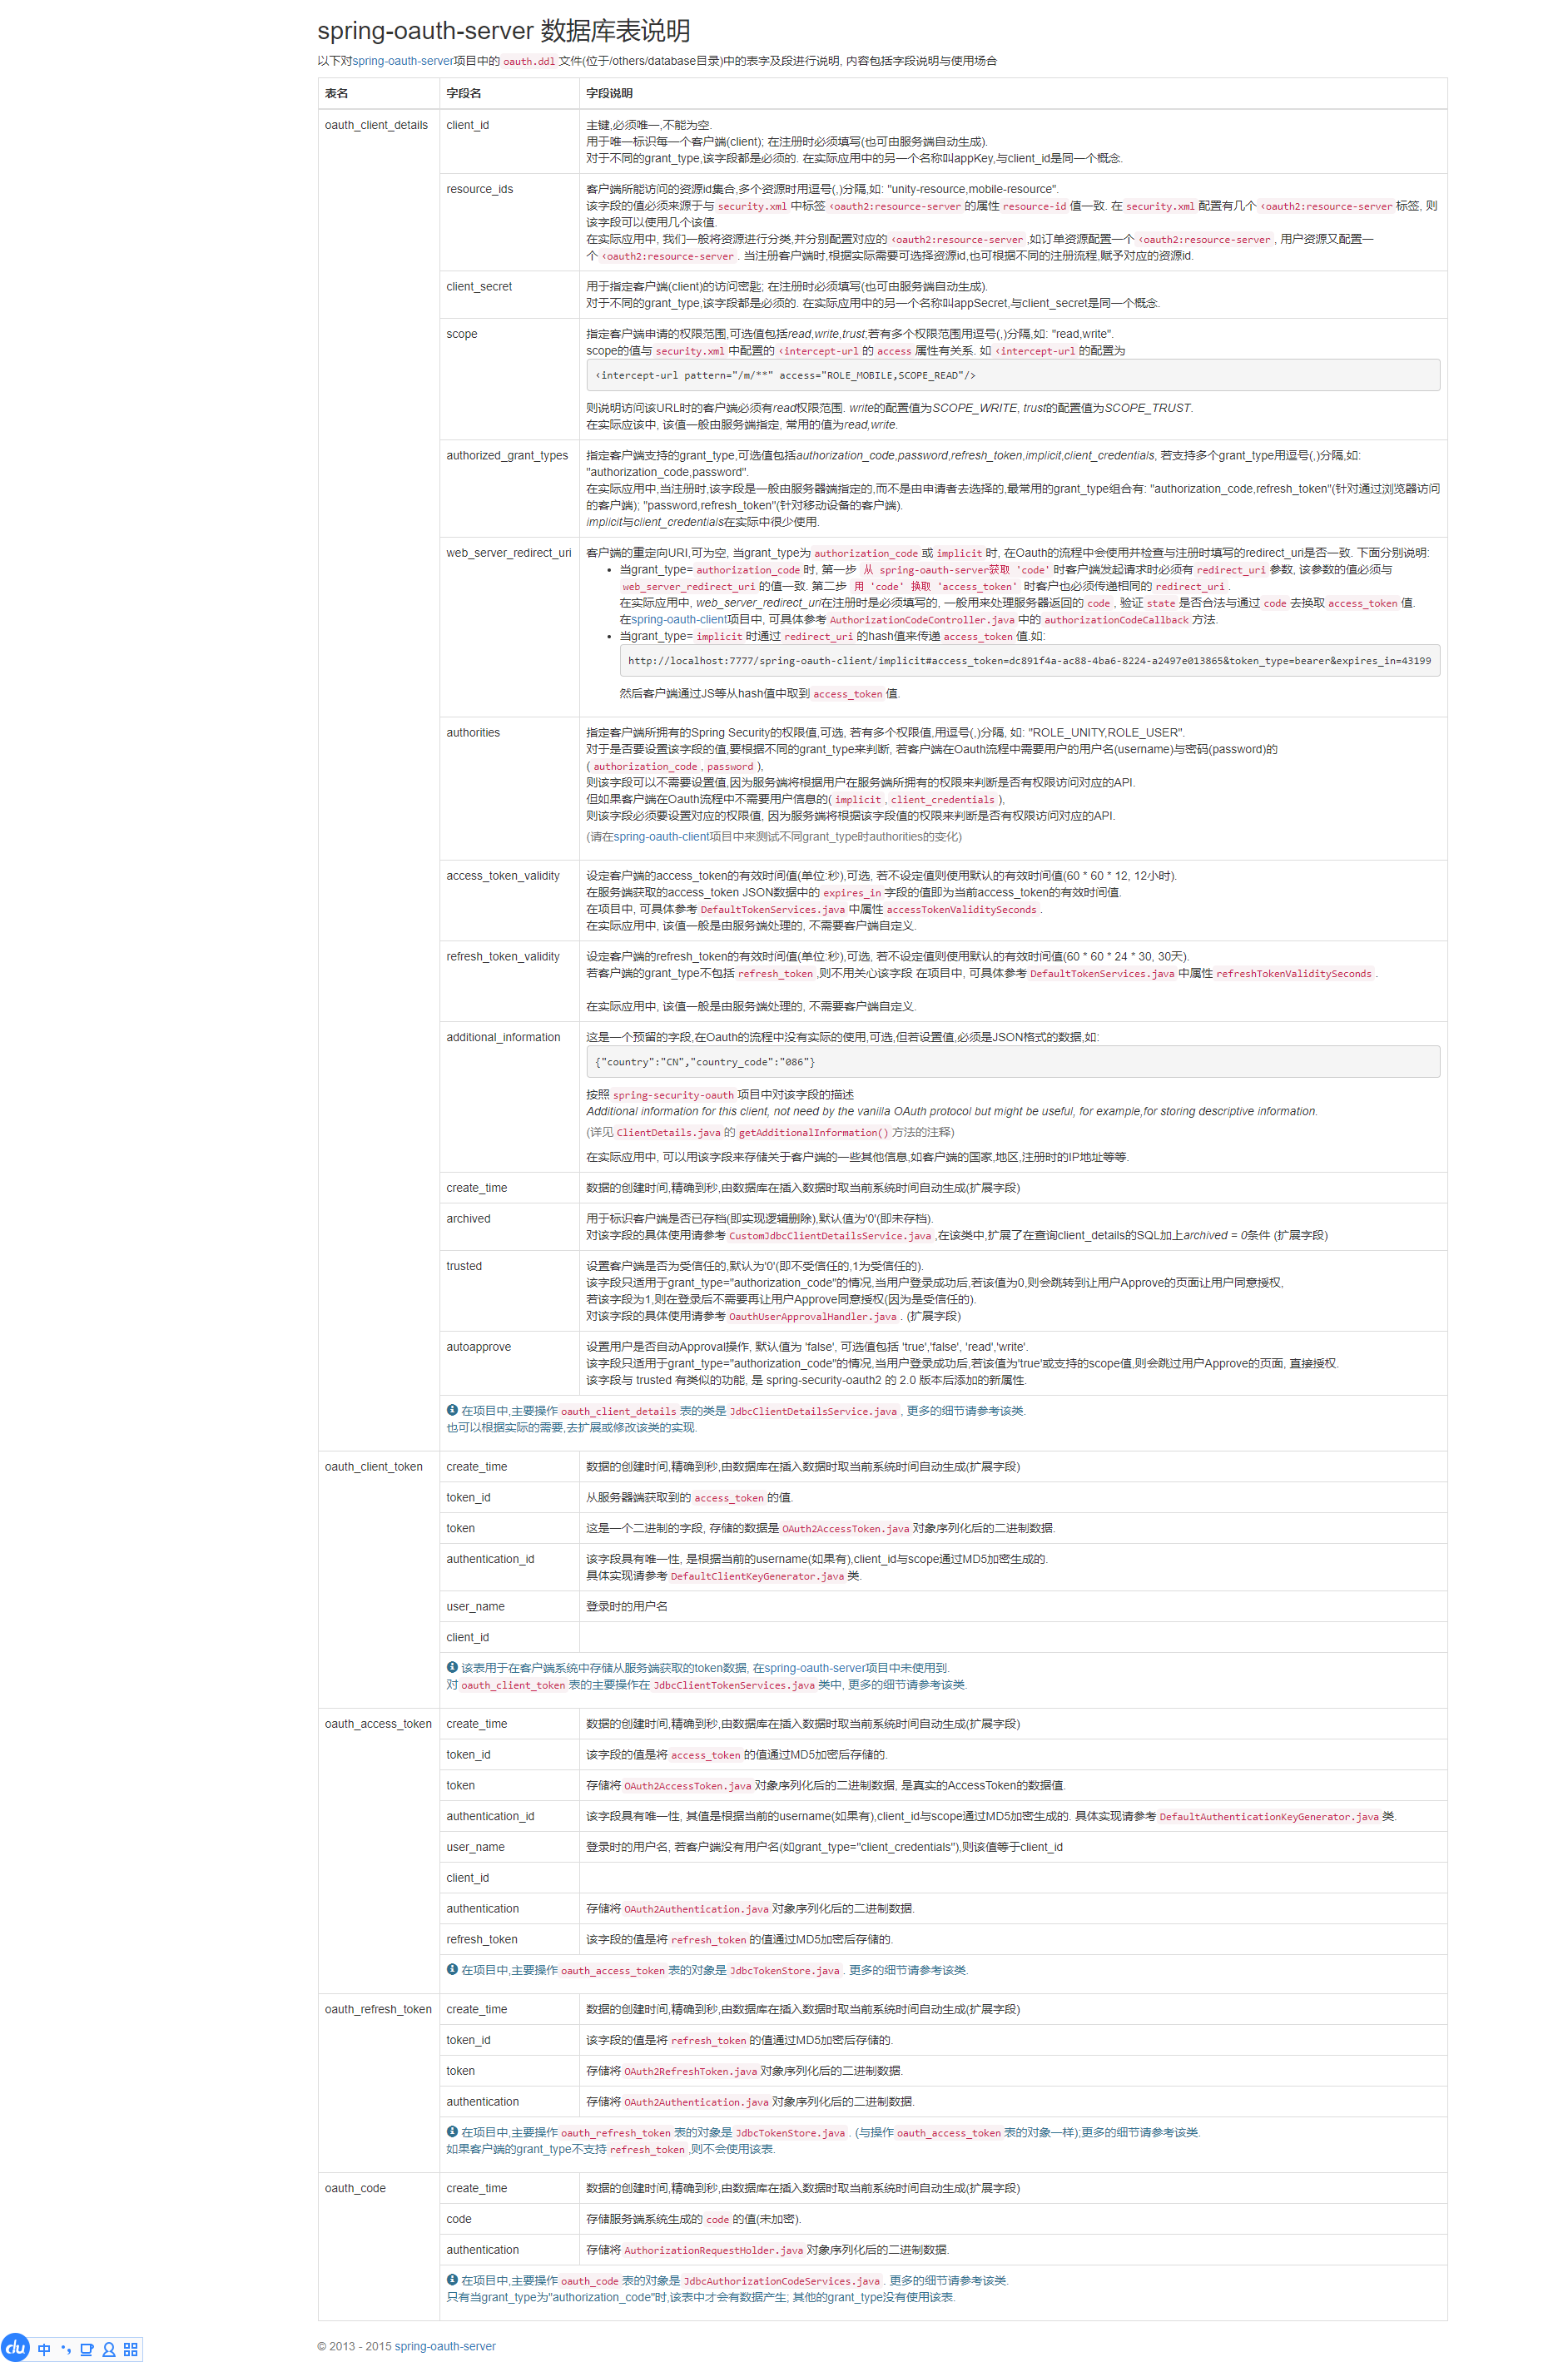 spring-oauth-server 数据库表说明
以下对spring-oauth-server项目中的 oauth.ddl 文件(位于/others/database目录)中的表字及段进行说明, 内容包括字段说明与使用场合
表名 字段名 字段说明
oauth_client_details client_id 主键,必须唯一,不能为空.
用于唯一标识每一个客户端(client); 在注册时必须填写(也可由服务端自动生成).
对于不同的grant_type,该字段都是必须的. 在实际应用中的另一个名称叫appKey,与client_id是同一个概念.
resource_ids 客户端所能访问的资源id集合,多个资源时用逗号(,)分隔,如: "unity-resource,mobile-resource".
该字段的值必须来源于与 security.xml 中标签 ‹oauth2:resource-server 的属性 resource-id 值一致. 在 security.xml 配置有几个 ‹oauth2:resource-server 标签, 则
该字段可以使用几个该值.
在实际应用中, 我们一般将资源进行分类,并分别配置对应的 ‹oauth2:resource-server ,如订单资源配置一个 ‹oauth2:resource-server , 用户资源又配置一
个 ‹oauth2:resource-server . 当注册客户端时,根据实际需要可选择资源id,也可根据不同的注册流程,赋予对应的资源id.
client_secret 用于指定客户端(client)的访问密匙; 在注册时必须填写(也可由服务端自动生成).
对于不同的grant_type,该字段都是必须的. 在实际应用中的另一个名称叫appSecret,与client_secret是同一个概念.
scope 指定客户端申请的权限范围,可选值包括read,write,trust;若有多个权限范围用逗号(,)分隔,如: "read,write".
scope的值与 security.xml 中配置的 ‹intercept-url 的 access 属性有关系. 如 ‹intercept-url 的配置为
‹intercept-url pattern="/m/**" access="ROLE_MOBILE,SCOPE_READ"/>
则说明访问该URL时的客户端必须有read权限范围. write的配置值为SCOPE_WRITE, trust的配置值为SCOPE_TRUST.
在实际应该中, 该值一般由服务端指定, 常用的值为read,write.
authorized_grant_types 指定客户端支持的grant_type,可选值包括authorization_code,password,refresh_token,implicit,client_credentials, 若支持多个grant_type用逗号(,)分隔,如:
"authorization_code,password".
在实际应用中,当注册时,该字段是一般由服务器端指定的,而不是由申请者去选择的,最常用的grant_type组合有: "authorization_code,refresh_token"(针对通过浏览器访问
的客户端); "password,refresh_token"(针对移动设备的客户端).
implicit与client_credentials在实际中很少使用.
web_server_redirect_uri 客户端的重定向URI,可为空, 当grant_type为 authorization_code 或 implicit 时, 在Oauth的流程中会使用并检查与注册时填写的redirect_uri是否一致. 下面分别说明:
• 当grant_type= authorization_code 时, 第一步 从 spring-oauth-server获取 'code' 时客户端发起请求时必须有 redirect_uri 参数, 该参数的值必须与
web_server_redirect_uri 的值一致. 第二步 用 'code' 换取 'access_token' 时客户也必须传递相同的 redirect_uri .
在实际应用中, web_server_redirect_uri在注册时是必须填写的, 一般用来处理服务器返回的 code , 验证 state 是否合法与通过 code 去换取 access_token 值.
在spring-oauth-client项目中, 可具体参考 AuthorizationCodeController.java 中的 authorizationCodeCallback 方法.
• 当grant_type= implicit 时通过 redirect_uri 的hash值来传递 access_token 值.如:
http://localhost:7777/spring-oauth-client/implicit#access_token=dc891f4a-ac88-4ba6-8224-a2497e013865&token_type=bearer&expires_in=43199
然后客户端通过JS等从hash值中取到 access_token 值.
authorities 指定客户端所拥有的Spring Security的权限值,可选, 若有多个权限值,用逗号(,)分隔, 如: "ROLE_UNITY,ROLE_USER".
对于是否要设置该字段的值,要根据不同的grant_type来判断, 若客户端在Oauth流程中需要用户的用户名(username)与密码(password)的
( authorization_code , password ),
则该字段可以不需要设置值,因为服务端将根据用户在服务端所拥有的权限来判断是否有权限访问对应的API.
但如果客户端在Oauth流程中不需要用户信息的( implicit , client_credentials ),
则该字段必须要设置对应的权限值, 因为服务端将根据该字段值的权限来判断是否有权限访问对应的API.
(请在spring-oauth-client项目中来测试不同grant_type时authorities的变化)
access_token_validity 设定客户端的access_token的有效时间值(单位:秒),可选, 若不设定值则使用默认的有效时间值(60 * 60 * 12, 12小时).
在服务端获取的access_token JSON数据中的 expires_in 字段的值即为当前access_token的有效时间值.
在项目中, 可具体参考 DefaultTokenServices.java 中属性 accessTokenValiditySeconds .
在实际应用中, 该值一般是由服务端处理的, 不需要客户端自定义.
refresh_token_validity 设定客户端的refresh_token的有效时间值(单位:秒),可选, 若不设定值则使用默认的有效时间值(60 * 60 * 24 * 30, 30天).
若客户端的grant_type不包括 refresh_token ,则不用关心该字段 在项目中, 可具体参考 DefaultTokenServices.java 中属性 refreshTokenValiditySeconds .
在实际应用中, 该值一般是由服务端处理的, 不需要客户端自定义.
additional_information 这是一个预留的字段,在Oauth的流程中没有实际的使用,可选,但若设置值,必须是JSON格式的数据,如:
{"country":"CN","country_code":"086"}
按照 spring-security-oauth 项目中对该字段的描述
Additional information for this client, not need by the vanilla OAuth protocol but might be useful, for example,for storing descriptive information.
(详见 ClientDetails.java 的 getAdditionalInformation() 方法的注释)
在实际应用中, 可以用该字段来存储关于客户端的一些其他信息,如客户端的国家,地区,注册时的IP地址等等.
create_time 数据的创建时间,精确到秒,由数据库在插入数据时取当前系统时间自动生成(扩展字段)
archived 用于标识客户端是否已存档(即实现逻辑删除),默认值为'0'(即未存档).
对该字段的具体使用请参考 CustomJdbcClientDetailsService.java ,在该类中,扩展了在查询client_details的SQL加上archived = 0条件 (扩展字段)
trusted 设置客户端是否为受信任的,默认为'0'(即不受信任的,1为受信任的).
该字段只适用于grant_type="authorization_code"的情况,当用户登录成功后,若该值为0,则会跳转到让用户Approve的页面让用户同意授权,
若该字段为1,则在登录后不需要再让用户Approve同意授权(因为是受信任的).
对该字段的具体使用请参考 OauthUserApprovalHandler.java . (扩展字段)
autoapprove 设置用户是否自动Approval操作, 默认值为 'false', 可选值包括 'true','false', 'read','write'.
该字段只适用于grant_type="authorization_code"的情况,当用户登录成功后,若该值为'true'或支持的scope值,则会跳过用户Approve的页面, 直接授权.
该字段与 trusted 有类似的功能, 是 spring-security-oauth2 的 2.0 版本后添加的新属性.
在项目中,主要操作 oauth_client_details 表的类是 JdbcClientDetailsService.java , 更多的细节请参考该类.
也可以根据实际的需要,去扩展或修改该类的实现.
oauth_client_token create_time 数据的创建时间,精确到秒,由数据库在插入数据时取当前系统时间自动生成(扩展字段)
token_id 从服务器端获取到的 access_token 的值.
token 这是一个二进制的字段, 存储的数据是 OAuth2AccessToken.java 对象序列化后的二进制数据.
authentication_id 该字段具有唯一性, 是根据当前的username(如果有),client_id与scope通过MD5加密生成的.
具体实现请参考 DefaultClientKeyGenerator.java 类.
user_name 登录时的用户名
client_id
该表用于在客户端系统中存储从服务端获取的token数据, 在spring-oauth-server项目中未使用到.
对 oauth_client_token 表的主要操作在 JdbcClientTokenServices.java 类中, 更多的细节请参考该类.
oauth_access_token create_time 数据的创建时间,精确到秒,由数据库在插入数据时取当前系统时间自动生成(扩展字段)
token_id 该字段的值是将 access_token 的值通过MD5加密后存储的.
token 存储将 OAuth2AccessToken.java 对象序列化后的二进制数据, 是真实的AccessToken的数据值.
authentication_id 该字段具有唯一性, 其值是根据当前的username(如果有),client_id与scope通过MD5加密生成的. 具体实现请参考 DefaultAuthenticationKeyGenerator.java 类.
user_name 登录时的用户名, 若客户端没有用户名(如grant_type="client_credentials"),则该值等于client_id
client_id
authentication 存储将 OAuth2Authentication.java 对象序列化后的二进制数据.
refresh_token 该字段的值是将 refresh_token 的值通过MD5加密后存储的.
在项目中,主要操作 oauth_access_token 表的对象是 JdbcTokenStore.java . 更多的细节请参考该类.
oauth_refresh_token create_time 数据的创建时间,精确到秒,由数据库在插入数据时取当前系统时间自动生成(扩展字段)
token_id 该字段的值是将 refresh_token 的值通过MD5加密后存储的.
token 存储将 OAuth2RefreshToken.java 对象序列化后的二进制数据.
authentication 存储将 OAuth2Authentication.java 对象序列化后的二进制数据.
在项目中,主要操作 oauth_refresh_token 表的对象是 JdbcTokenStore.java . (与操作 oauth_access_token 表的对象一样);更多的细节请参考该类.
如果客户端的grant_type不支持 refresh_token ,则不会使用该表.
oauth_code create_time 数据的创建时间,精确到秒,由数据库在插入数据时取当前系统时间自动生成(扩展字段)
code 存储服务端系统生成的 code 的值(未加密).
authentication 存储将 AuthorizationRequestHolder.java 对象序列化后的二进制数据.
在项目中,主要操作 oauth_code 表的对象是 JdbcAuthorizationCodeServices.java . 更多的细节请参考该类.
只有当grant_type为"authorization_code"时,该表中才会有数据产生; 其他的grant_type没有使用该表.
© 2013 - 2015 spring-oauth-server
du 中